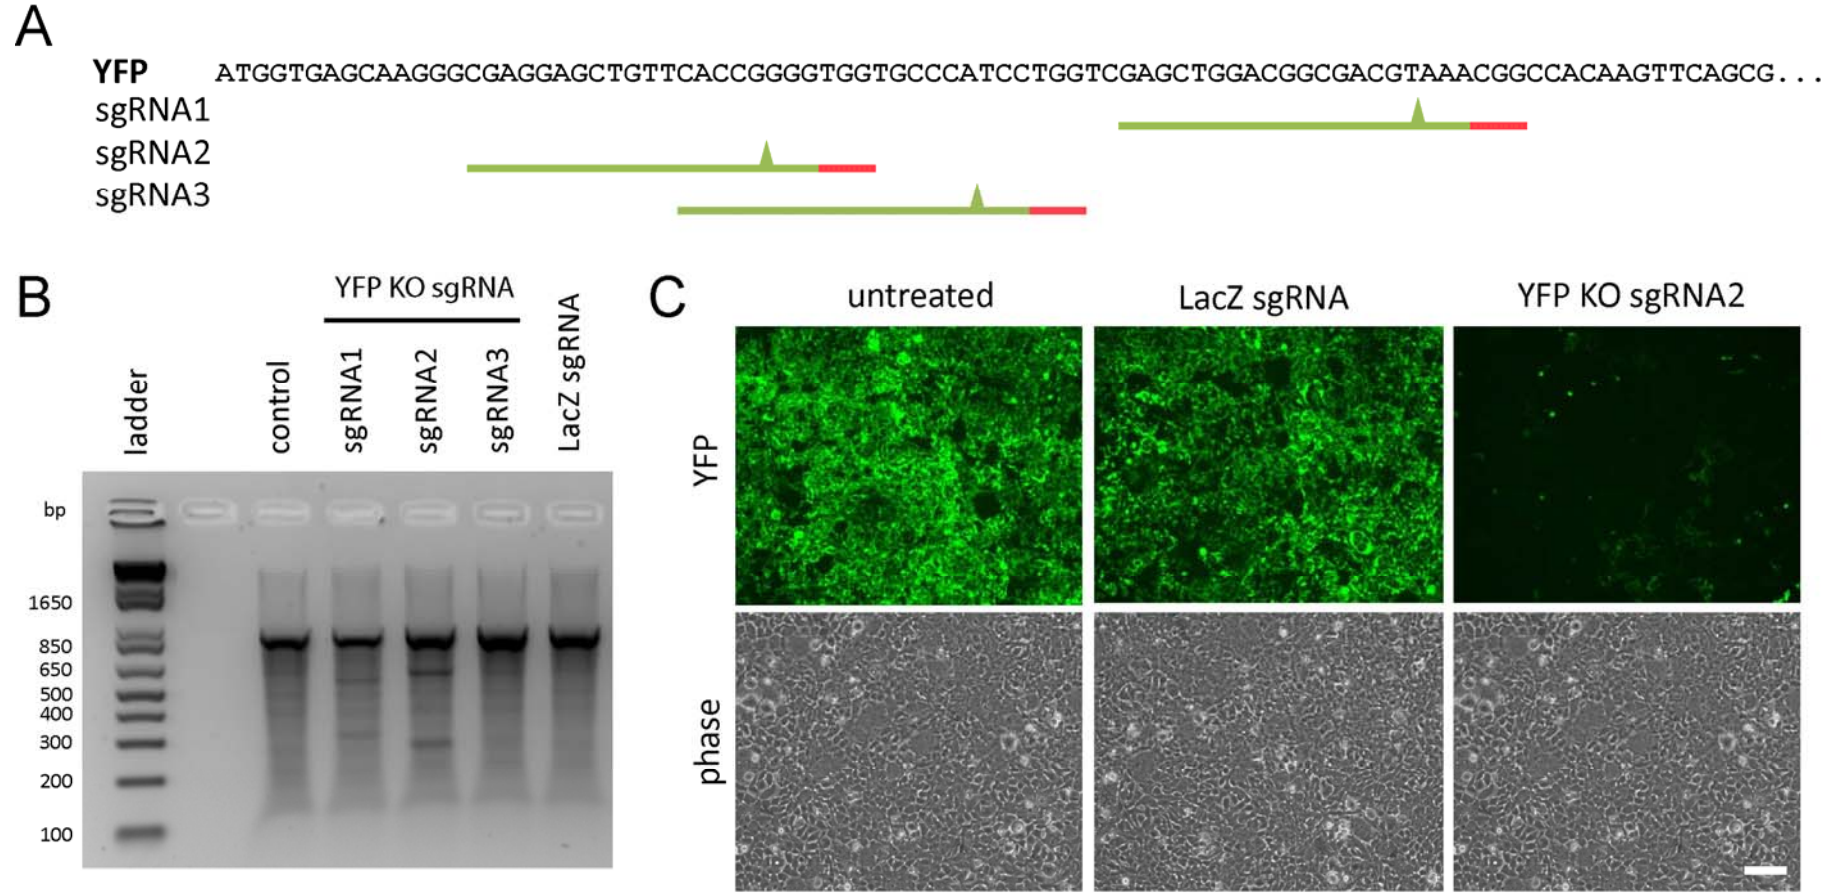 A
YFP ATGGTGAGCAAGGGCGAGGAGCTGTTCACCGGGGTGGTGCCCATCCTGGTCGAGCTGGACGGCGACGTAAACGGCCACAAGTTCAGCG...
sgRNA1
sgRNA2
sgRNA3
B
YFP KO sgRNA
ladder
control
sgRNA1
sgRNA2
sgRNA3
LacZ sgRNA
bp
1650
850
650
500
400
300
200
100
C
untreated
LacZ sgRNA
YFP KO sgRNA2
YFP
phase